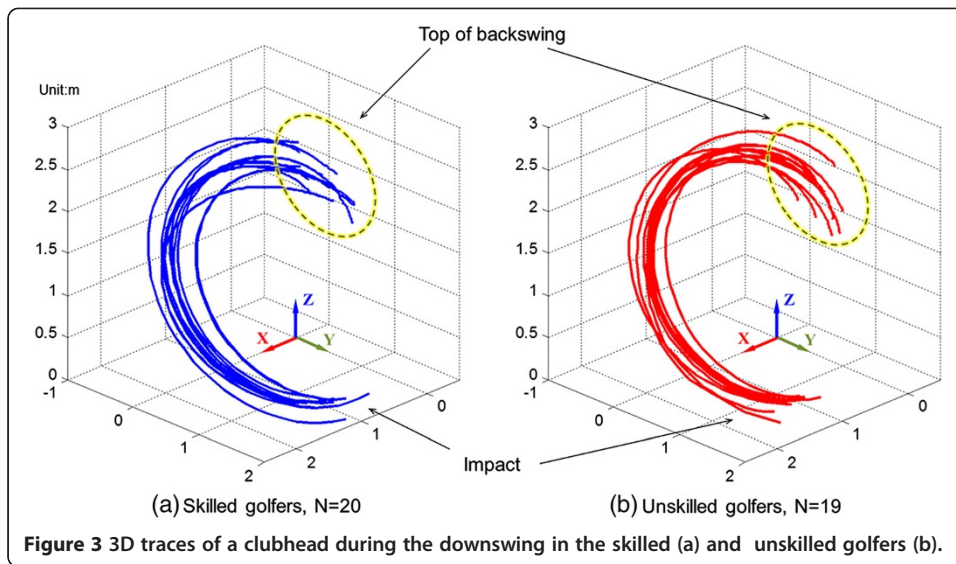 Top of backswing
Unit:m
3
2.5
2
1.5
1
0.5
0
-1
0
1
2
2
1
0
Z
X
Y
3
2.5
2
1.5
1
0.5
0
-1
0
1
2
2
1
0
Z
X
Y
Impact
(a) Skilled golfers, N=20
(b) Unskilled golfers, N=19
Figure 3 3D traces of a clubhead during the downswing in the skilled (a) and unskilled golfers (b).